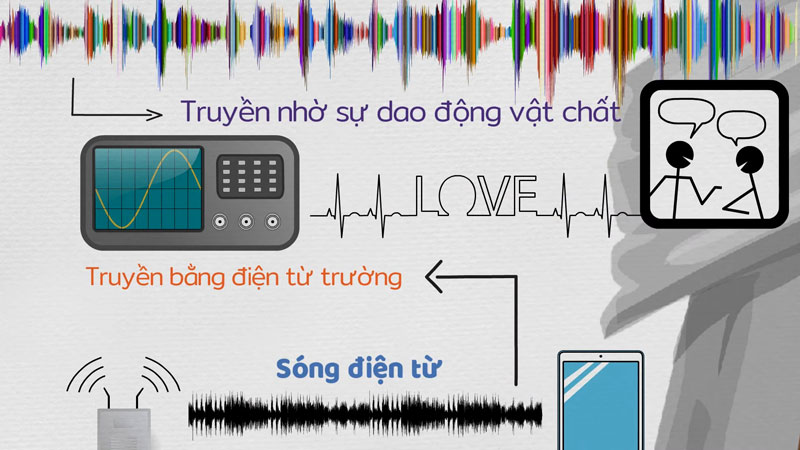 Truyền nhờ sự dao động vật chất
LOVE
Truyền bằng điện từ trường
Sóng điện từ